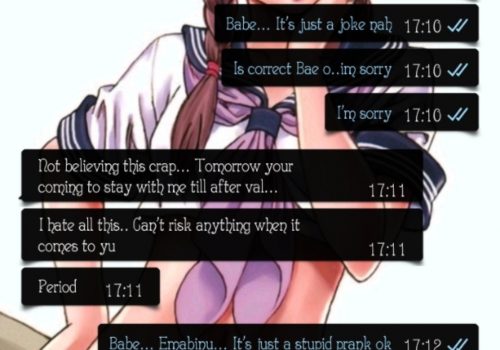 Babe... It's just a joke nah 17:10
Is correct Bae o..im sorry 17:10
I'm sorry 17:10
Not believing this crap... Tomorrow your
coming to stay with me till after val... 17:11
I hate all this.. Can't risk anything when it
comes to yu 17:11
Period 17:11
Babe... Emabinu... It's just a stupid prank ok 17:12